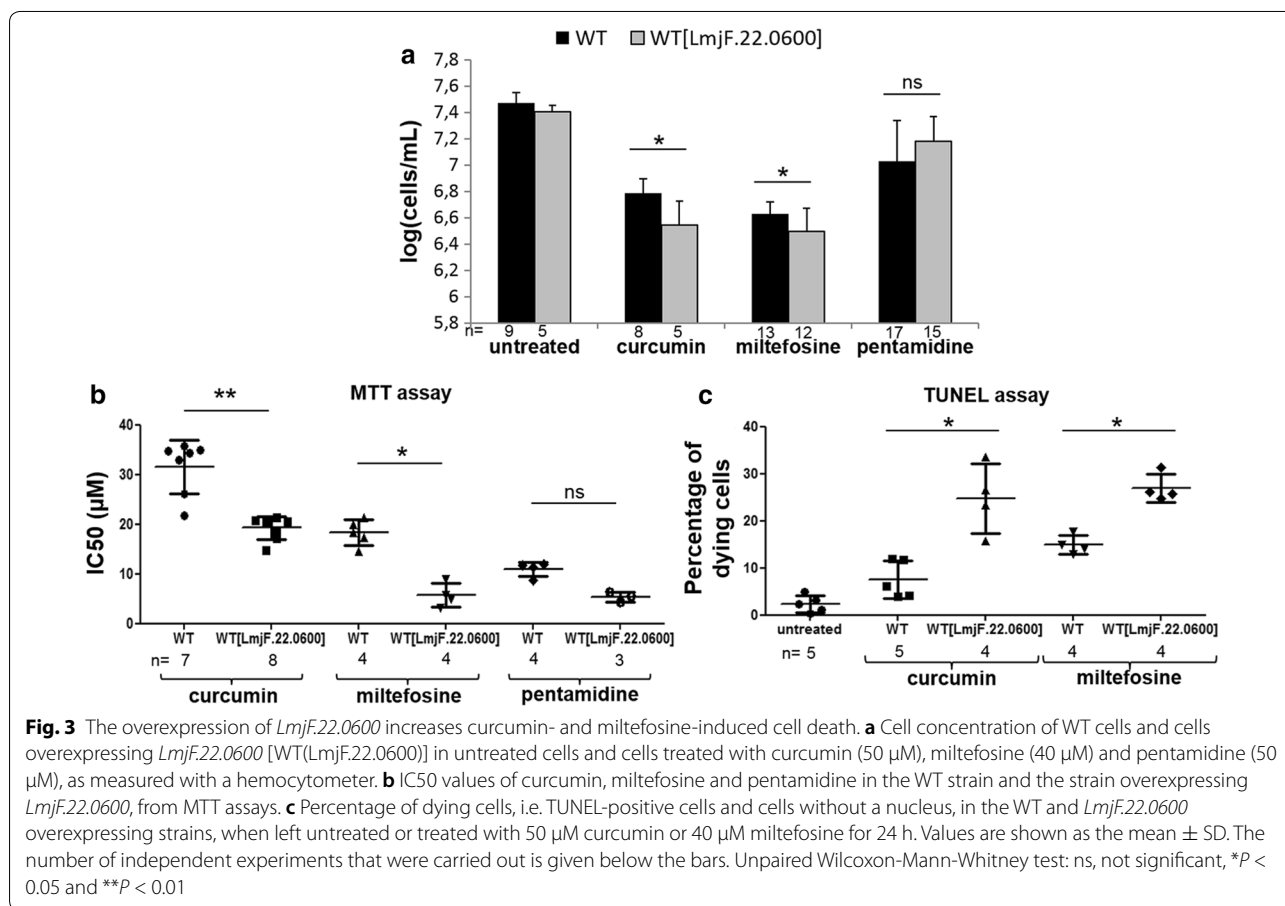 WT WT[LmjF.22.0600]
a
log(cells/mL)
7,8
7,6
7,4
7,2
7
6,8
6,6
6,4
6,2
6
5,8
* * ns
n= 9 5 8 5 13 12 17 15
untreated curcumin miltefosine pentamidine
b MTT assay
IC50 (µM)
40
30
20
10
0
** * ns
WT WT[LmjF.22.0600] WT WT[LmjF.22.0600] WT WT[LmjF.22.0600]
n= 7 8 4 4 4 3
curcumin miltefosine pentamidine
c TUNEL assay
Percentage of
dying cells
40
30
20
10
0
* *
untreated WT WT[LmjF.22.0600] WT WT[LmjF.22.0600]
n= 5 5 4 4 4
curcumin miltefosine
Fig. 3 The overexpression of LmjF.22.0600 increases curcumin- and miltefosine-induced cell death. a Cell concentration of WT cells and cells
overexpressing LmjF.22.0600 [WT(LmjF.22.0600)] in untreated cells and cells treated with curcumin (50 µM), miltefosine (40 µM) and pentamidine (50
µM), as measured with a hemocytometer. b IC50 values of curcumin, miltefosine and pentamidine in the WT strain and the strain overexpressing
LmjF.22.0600, from MTT assays. c Percentage of dying cells, i.e. TUNEL-positive cells and cells without a nucleus, in the WT and LmjF.22.0600
overexpressing strains, when left untreated or treated with 50 µM curcumin or 40 µM miltefosine for 24 h. Values are shown as the mean ± SD. The
number of independent experiments that were carried out is given below the bars. Unpaired Wilcoxon-Mann-Whitney test: ns, not significant, *P <
0.05 and **P < 0.01